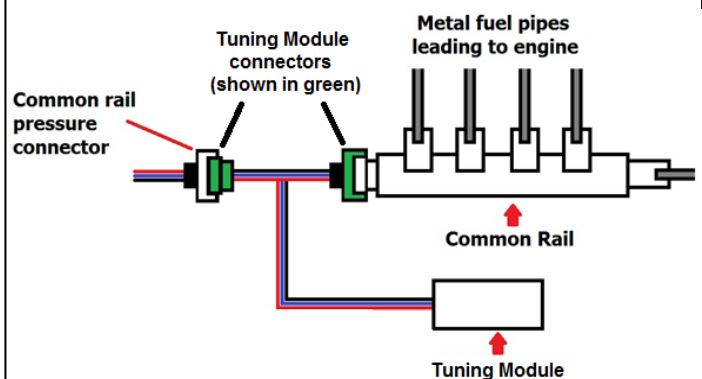 Metal fuel pipes
leading to engine
Tuning Module
connectors
(shown in green)
Common rail
pressure
connector
Common Rail
Tuning Module